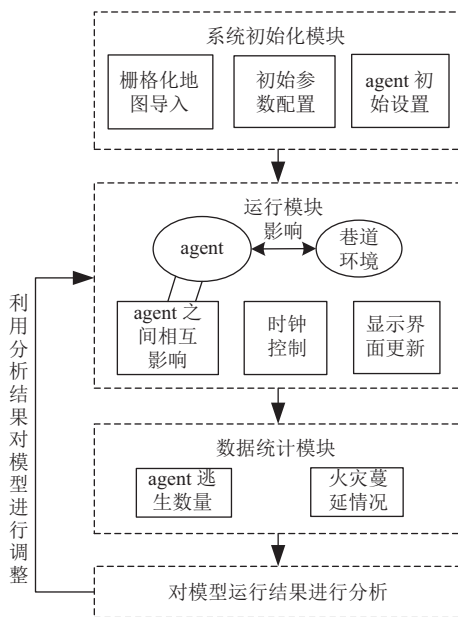 系统初始化模块
栅格化地
图导入
初始参
数配置
agent 初
始设置
运行模块
影响
agent
巷道
环境
agent 之
间相互
影响
时钟
控制
显示界
面更新
利用分析结果对模型进行调整
数据统计模块
agent 逃
生数量
火灾蔓
延情况
对模型运行结果进行分析